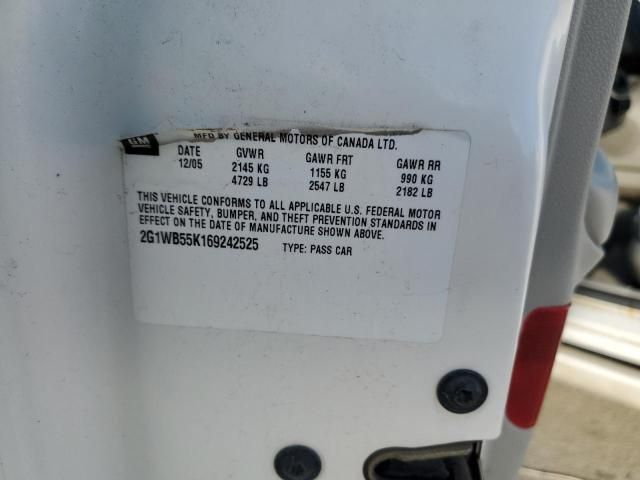 GM
MFD BY GENERAL MOTORS OF CANADA LTD.
DATE GVWR GAWR FRT GAWR RR
12/05 2145 KG 1155 KG 990 KG
4729 LB 2547 LB 2182 LB
THIS VEHICLE CONFORMS TO ALL APPLICABLE U.S. FEDERAL MOTOR
VEHICLE SAFETY, BUMPER, AND THEFT PREVENTION STANDARDS IN
EFFECT ON THE DATE OF MANUFACTURE SHOWN ABOVE.
2G1WB55K169242525 TYPE: PASS CAR